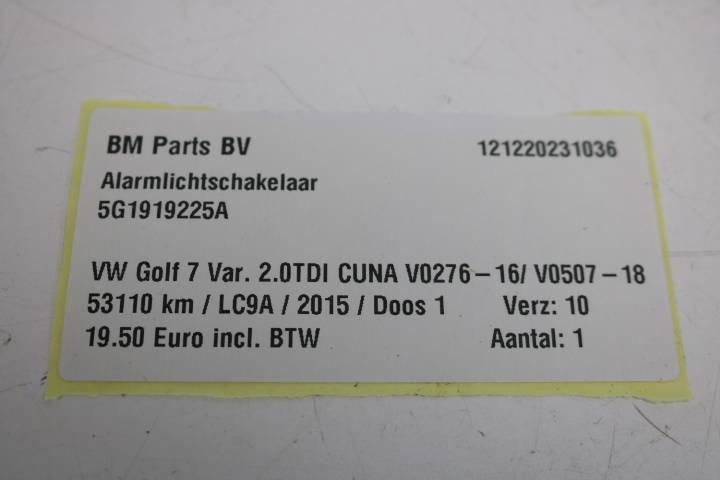 BM Parts BV 121220231036
Alarmlichtschakelaar
5G1919225A
VW Golf 7 Var. 2.0TDI CUNA V0276-16/ V0507-18
53110 km / LC9A / 2015 / Doos 1 Verz: 10
19.50 Euro incl. BTW Aantal: 1